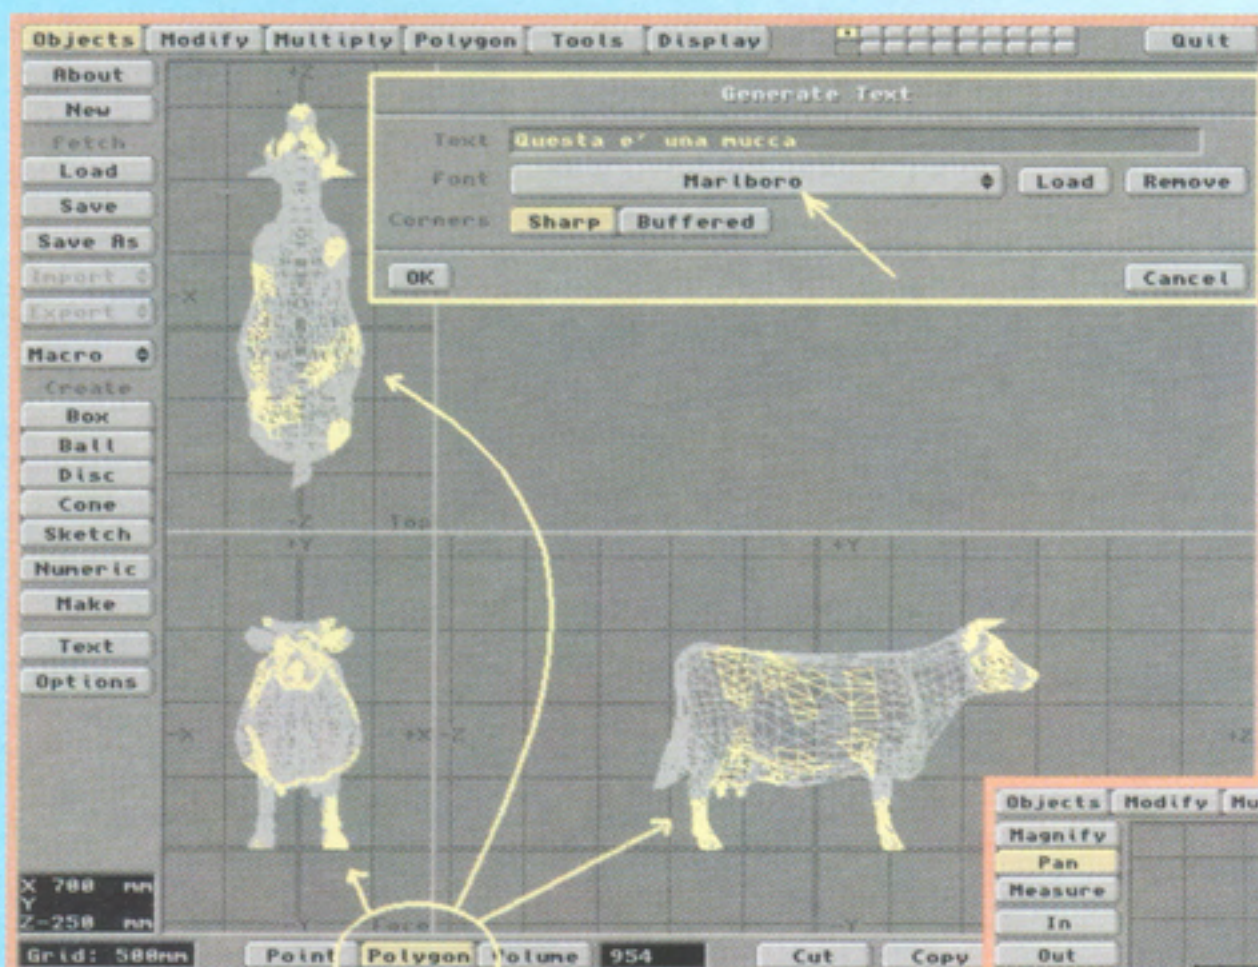 Objects Modify Multiply Polygon Tools Display Quit
About
New
Fetch
Load
Save
Save As
Import
Export
Macro
Create
Box
Ball
Disc
Cone
Sketch
Numeric
Make
Text
Options
Generate Text
Text Questa e' una mucca
Font Marlboro Load Remove
Corners Sharp Buffered
OK Cancel
+Z
-X
-Z Top
+Y +Y
-X +X -Z +Z
-Y Face -Y
X 700 mm
Y
Z-250 mm
Grid: 500mm Point Polygon Volume 954 Cut Copy
Objects Modify Mu
Magnify
Pan
Measure
In
Out